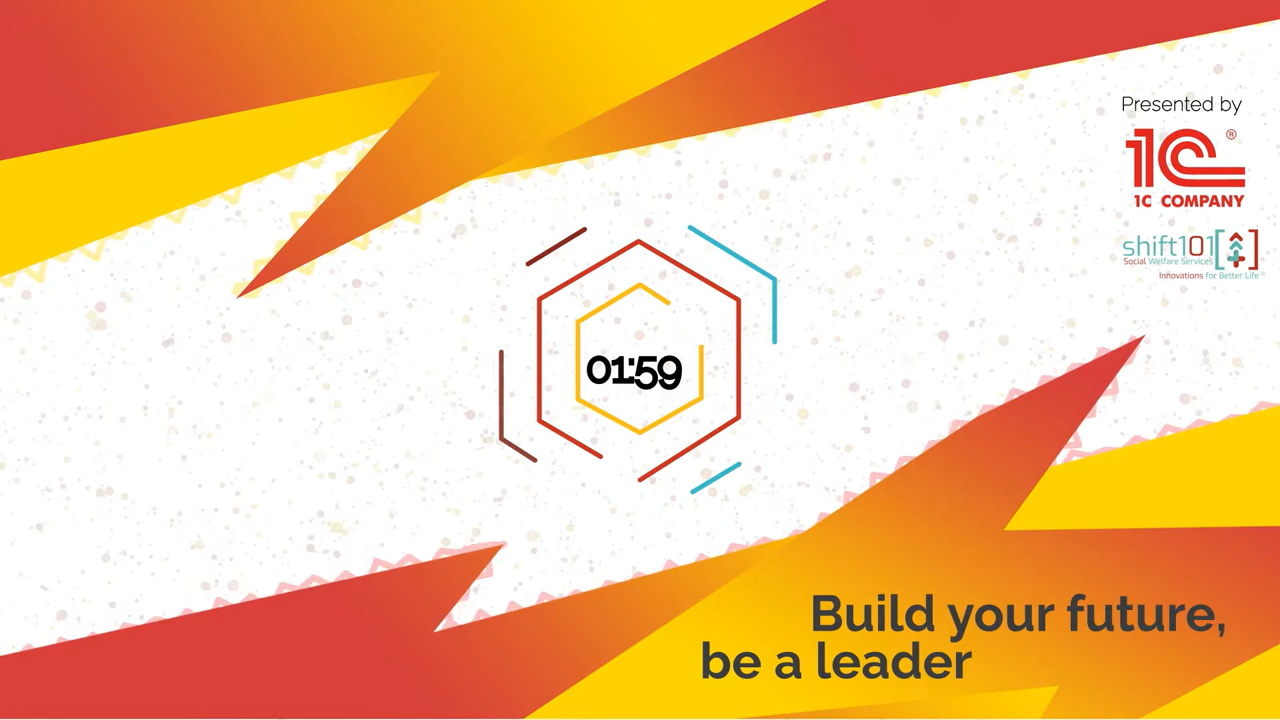 Presented by
1C®
1C COMPANY
shift101[]
Social Welfare Services
Innovations for Better Life
01:59
Build your future,
be a leader